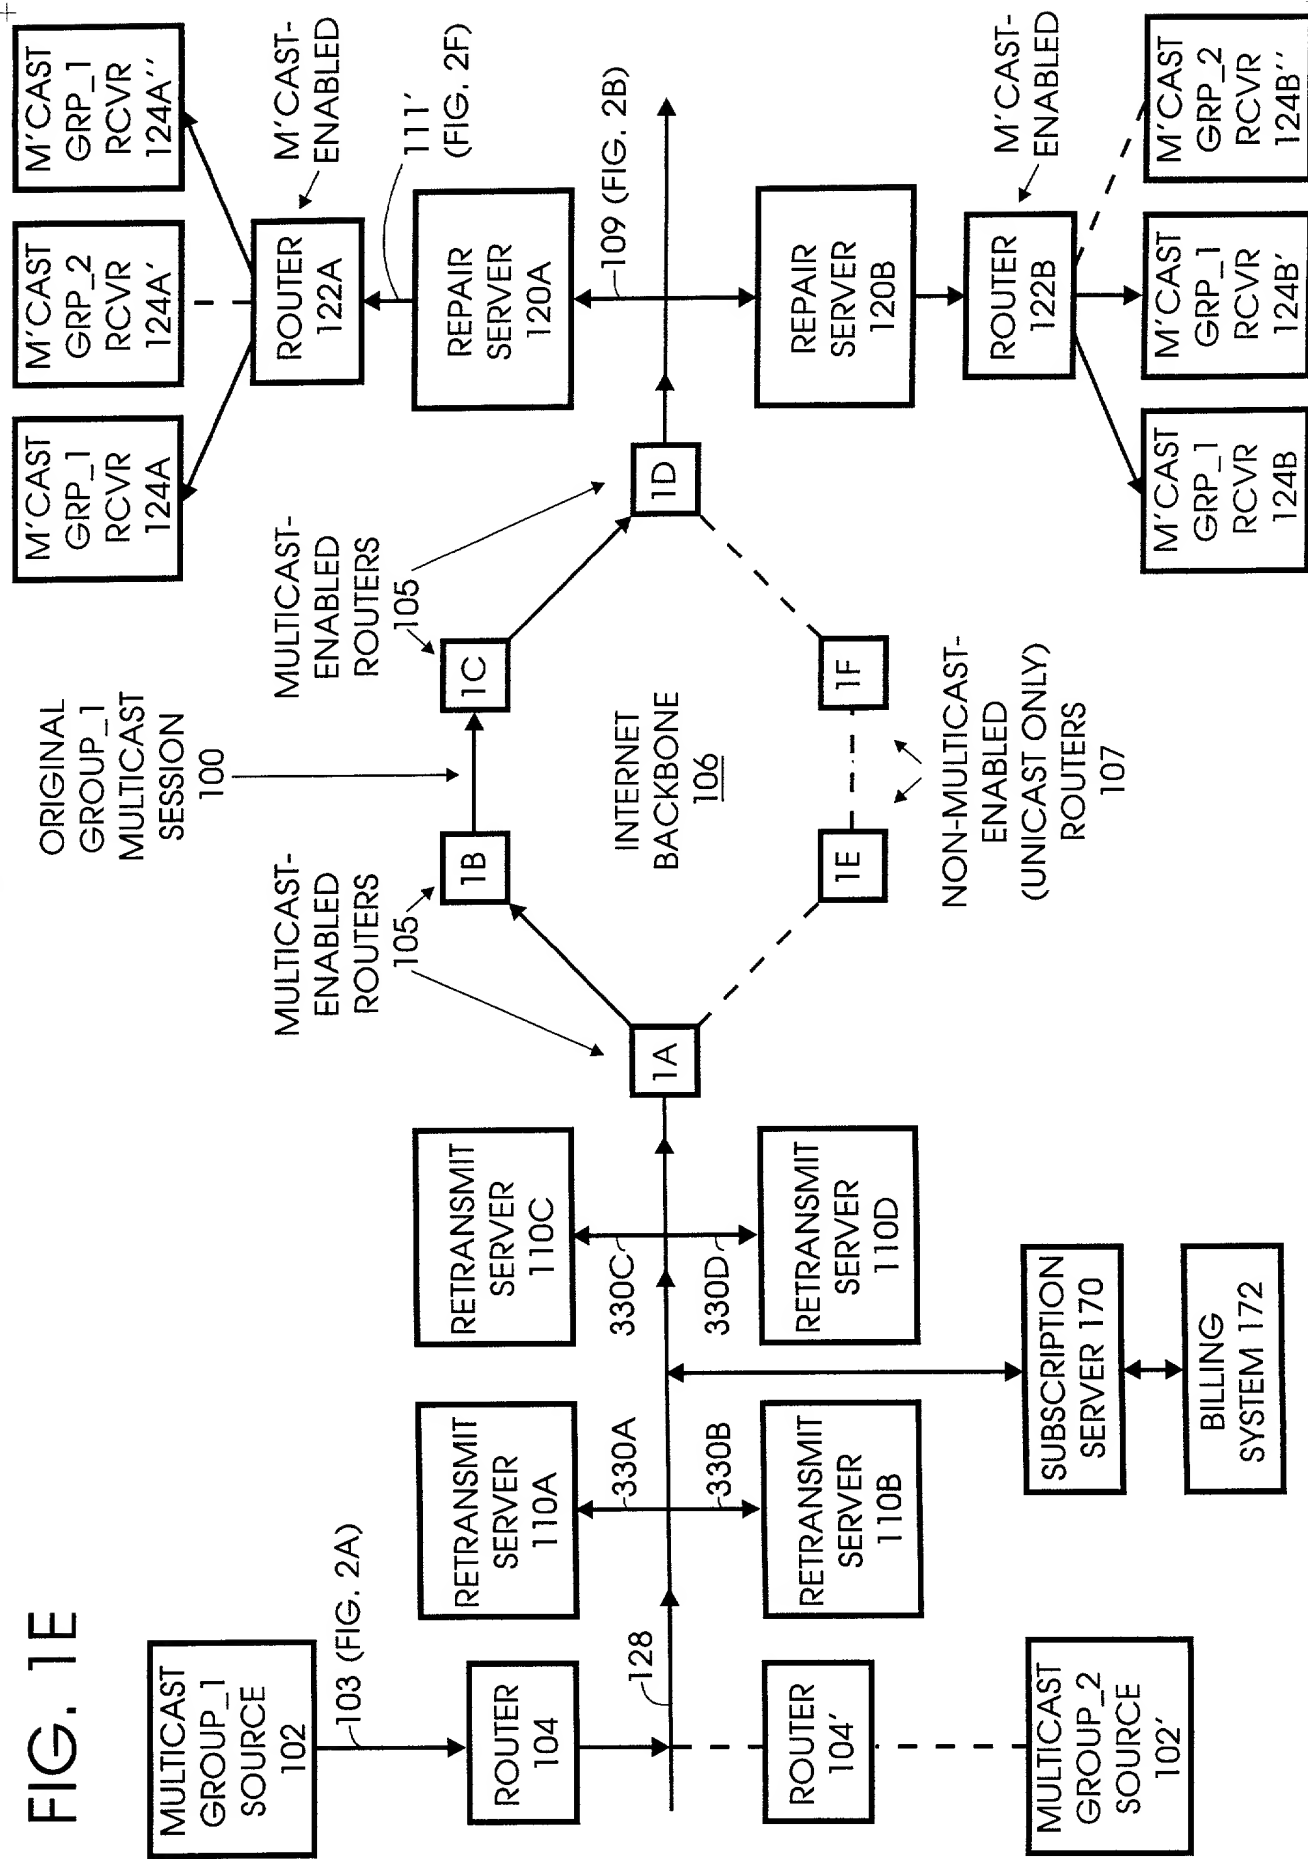 FIG. 1E
MULTICAST
GROUP_1
SOURCE
102
103 (FIG. 2A)
ROUTER
104
128
ROUTER
104′
MULTICAST
GROUP_2
SOURCE
102′
RETRANSMIT
SERVER
110A
330A
330B
RETRANSMIT
SERVER
110B
RETRANSMIT
SERVER
110C
330C
330D
RETRANSMIT
SERVER
110D
SUBSCRIPTION
SERVER 170
BILLING
SYSTEM 172
ORIGINAL
GROUP_1
MULTICAST
SESSION
100
MULTICAST-
ENABLED
ROUTERS
105
MULTICAST-
ENABLED
ROUTERS
105
1A
1B
1C
1D
INTERNET
BACKBONE
106
1E
1F
NON-MULTICAST-
ENABLED
(UNICAST ONLY)
ROUTERS
107
M′CAST
GRP_1
RCVR
124A
M′CAST
GRP_2
RCVR
124A′
M′CAST
GRP_1
RCVR
124A′′
ROUTER
122A
M′CAST-
ENABLED
111′
(FIG. 2F)
REPAIR
SERVER
120A
109 (FIG. 2B)
REPAIR
SERVER
120B
ROUTER
122B
M′CAST-
ENABLED
M′CAST
GRP_1
RCVR
124B
M′CAST
GRP_1
RCVR
124B′
M′CAST
GRP_2
RCVR
124B′′